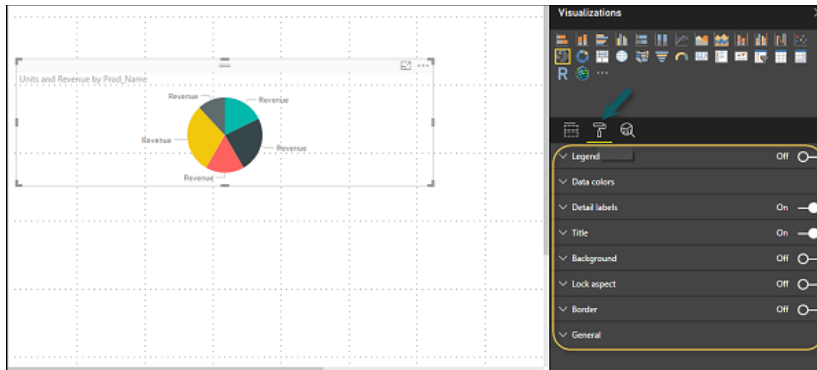 Visualizations
Units and Revenue by Prod_Name
Revenue
Revenue
Revenue
Revenue
Revenue
R
Legend Off
Data colors
Detail labels On
Title On
Background Off
Lock aspect Off
Border Off
General